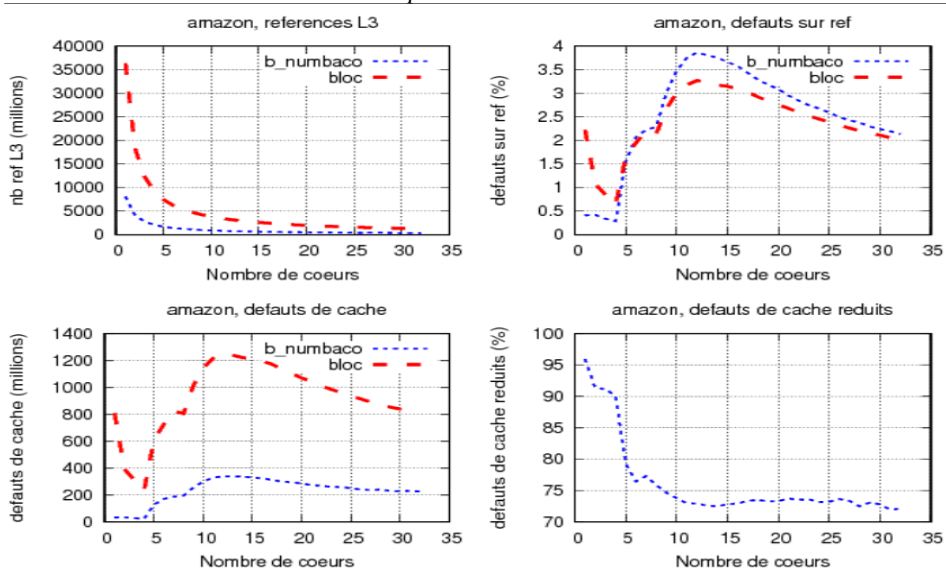 amazon, references L3
nb ref L3 (millions)
40000
35000
30000
25000
20000
15000
10000
5000
0
b_numbaco
bloc
0 5 10 15 20 25 30 35
Nombre de coeurs
amazon, defauts sur ref
defauts sur ref (%)
4
3.5
3
2.5
2
1.5
1
0.5
0
b_numbaco
bloc
0 5 10 15 20 25 30 35
Nombre de coeurs
amazon, defauts de cache
defauts de cache (millions)
1400
1200
1000
800
600
400
200
0
b_numbaco
bloc
0 5 10 15 20 25 30 35
Nombre de coeurs
amazon, defauts de cache reduits
defauts de cache reduits (%)
100
95
90
85
80
75
70
0 5 10 15 20 25 30 35
Nombre de coeurs